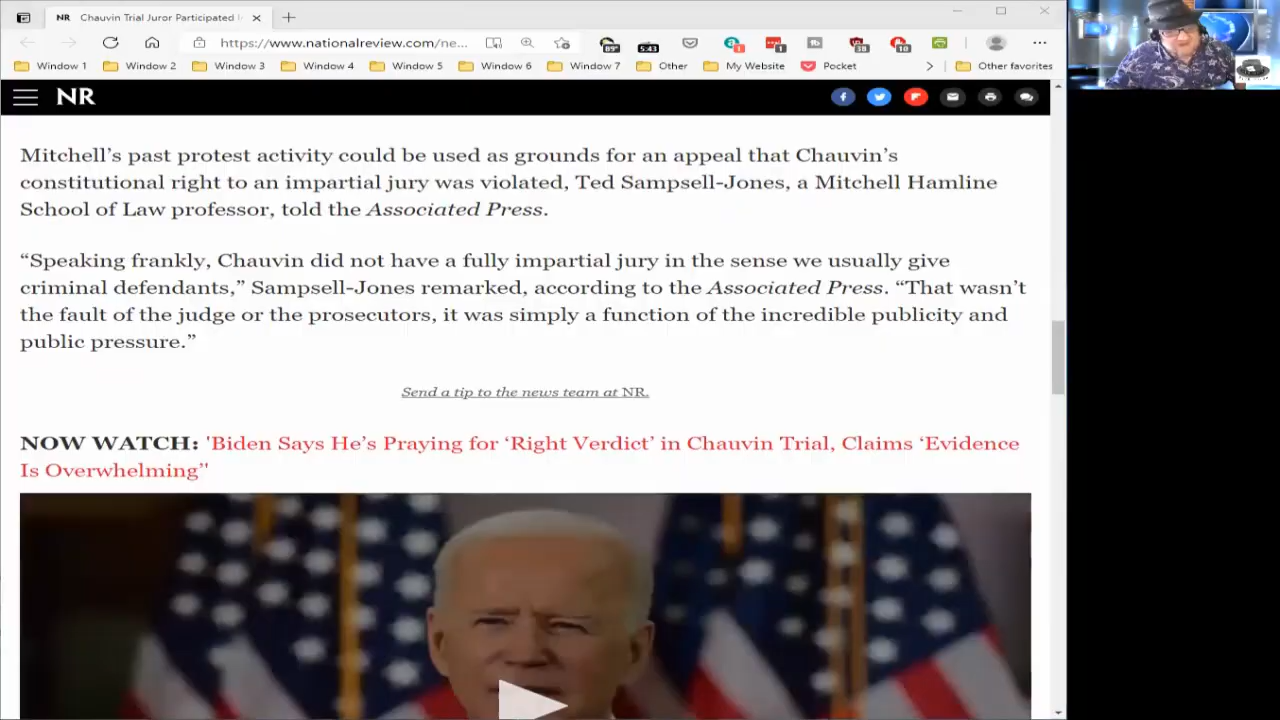 NR Chauvin Trial Juror Participated I
https://www.nationalreview.com/ne...
89°
5:43
1
1
38
10
Window 1 Window 2 Window 3 Window 4 Window 5 Window 6 Window 7 Other My Website Pocket Other favorites
NR
Mitchell’s past protest activity could be used as grounds for an appeal that Chauvin’s
constitutional right to an impartial jury was violated, Ted Sampsell-Jones, a Mitchell Hamline
School of Law professor, told the Associated Press.
“Speaking frankly, Chauvin did not have a fully impartial jury in the sense we usually give
criminal defendants,” Sampsell-Jones remarked, according to the Associated Press. “That wasn’t
the fault of the judge or the prosecutors, it was simply a function of the incredible publicity and
public pressure.”
Send a tip to the news team at NR.
NOW WATCH: 'Biden Says He’s Praying for ‘Right Verdict’ in Chauvin Trial, Claims ‘Evidence
Is Overwhelming’'